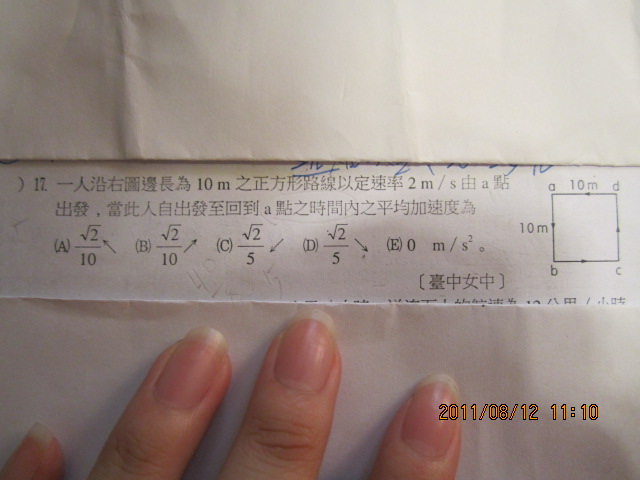 )17. 一人沿右圖邊長為 10 m 之正方形路線以定速率 2 m / s 由 a 點
出發,當此人自出發至回到 a 點之時間內之平均加速度為
(A) √2/10 ↖ (B) √2/10 ↗ (C) √2/5 ↙ (D) √2/5 ↘ (E) 0 m / s²。
〔臺中女中〕
a 10m d
10m
b c
2011/08/12 11:10